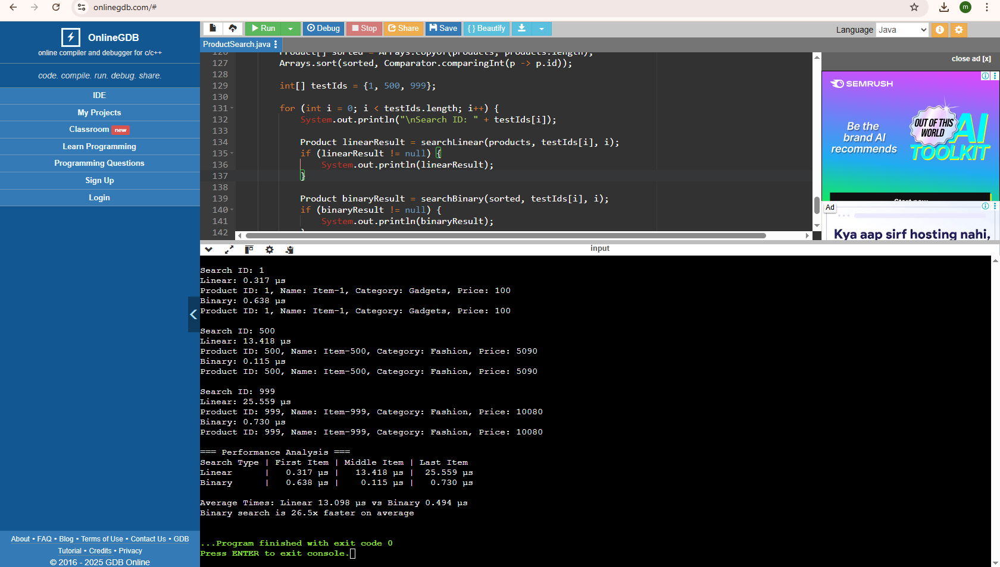 onlinegdb.com/#
m
OnlineGDB
online compiler and debugger for c/c++
code. compile. run. debug. share.
IDE
My Projects
Classroom new
Learn Programming
Programming Questions
Sign Up
Login
About • FAQ • Blog • Terms of Use • Contact Us • GDB
Tutorial • Credits • Privacy
© 2016 - 2025 GDB Online
Run Debug Stop Share Save { } Beautify
Language Java
ProductSearch.java
126 Product[] sorted = Arrays.copyOf(products, products.length);
127 Arrays.sort(sorted, Comparator.comparingInt(p -> p.id));
128
129 int[] testIds = {1, 500, 999};
130
131 for (int i = 0; i < testIds.length; i++) {
132 System.out.println("\nSearch ID: " + testIds[i]);
133
134 Product linearResult = searchLinear(products, testIds[i], i);
135 if (linearResult != null) {
136 System.out.println(linearResult);
137 }
138
139 Product binaryResult = searchBinary(sorted, testIds[i], i);
140 if (binaryResult != null) {
141 System.out.println(binaryResult);
142 }
close ad [x]
SEMRUSH
Be the
brand AI
recommends
OUT OF THIS
WORLD
AI
TOOLKIT
Start now
Ad
Kya aap sirf hosting nahi,
input
Search ID: 1
Linear: 0.317 µs
Product ID: 1, Name: Item-1, Category: Gadgets, Price: 100
Binary: 0.638 µs
Product ID: 1, Name: Item-1, Category: Gadgets, Price: 100
Search ID: 500
Linear: 13.418 µs
Product ID: 500, Name: Item-500, Category: Fashion, Price: 5090
Binary: 0.115 µs
Product ID: 500, Name: Item-500, Category: Fashion, Price: 5090
Search ID: 999
Linear: 25.559 µs
Product ID: 999, Name: Item-999, Category: Fashion, Price: 10080
Binary: 0.730 µs
Product ID: 999, Name: Item-999, Category: Fashion, Price: 10080
=== Performance Analysis ===
Search Type | First Item | Middle Item | Last Item
Linear | 0.317 µs | 13.418 µs | 25.559 µs
Binary | 0.638 µs | 0.115 µs | 0.730 µs
Average Times: Linear 13.098 µs vs Binary 0.494 µs
Binary search is 26.5x faster on average
...Program finished with exit code 0
Press ENTER to exit console.